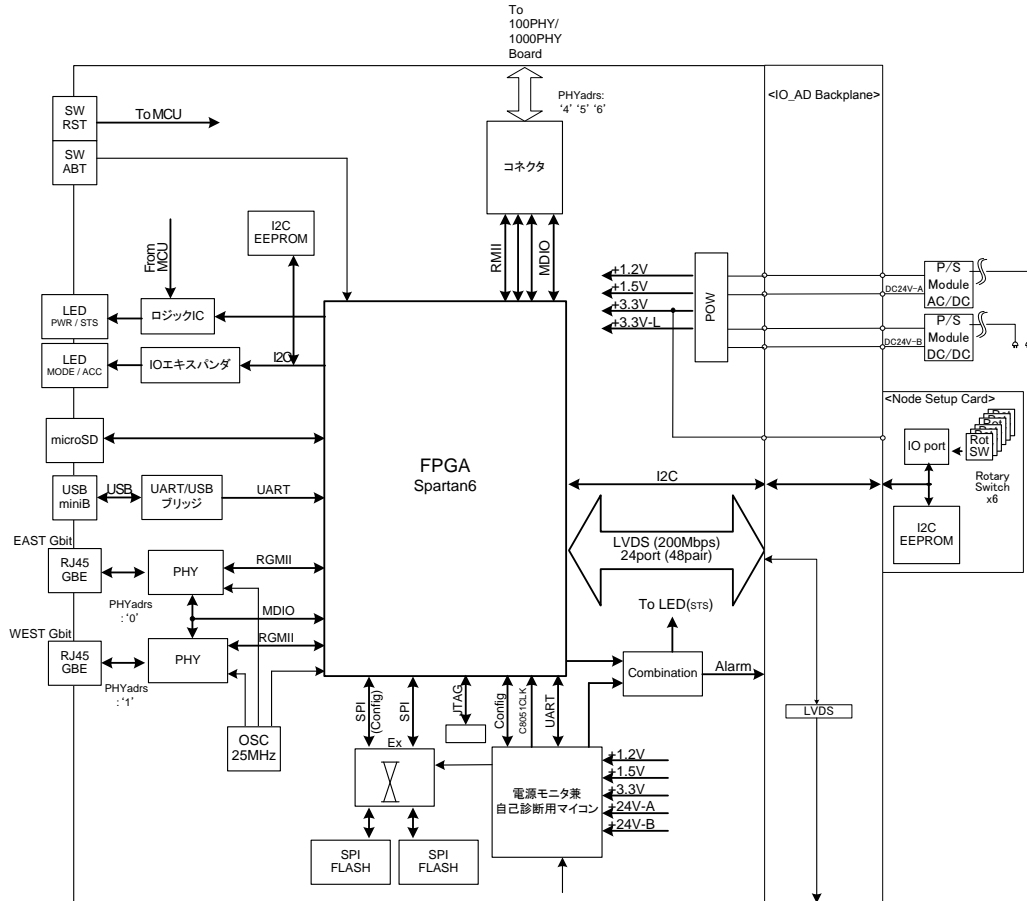 To
100PHY/
1000PHY
Board
PHYadrs:
'4' '5' '6'
<IO_AD Backplane>
SW
RST
To MCU
SW
ABT
コネクタ
I2C
EEPROM
From
MCU
RMII
MDIO
LED
PWR / STS
ロジックIC
LED
MODE / ACC
IOエキスパンダ
I2C
+1.2V
+1.5V
+3.3V
+3.3V-L
POW
DC24V-A
P/S
Module
AC/DC
DC24V-B
P/S
Module
DC/DC
<Node Setup Card>
IO port
Rot
SW
Rotary
Switch
x6
I2C
EEPROM
microSD
FPGA
Spartan6
USB
miniB
USB
UART/USB
ブリッジ
UART
I2C
LVDS (200Mbps)
24port (48pair)
EAST Gbit
RJ45
GBE
PHY
RGMII
PHYadrs
: '0'
MDIO
WEST Gbit
RJ45
GBE
PHY
RGMII
PHYadrs
: '1'
To LED(STS)
Combination
Alarm
LVDS
OSC
25MHz
SPI
(Config)
SPI
JTAG
Config
C8051CLK
UART
Ex
電源モニタ兼
自己診断用マイコン
+1.2V
+1.5V
+3.3V
+24V-A
+24V-B
SPI
FLASH
SPI
FLASH